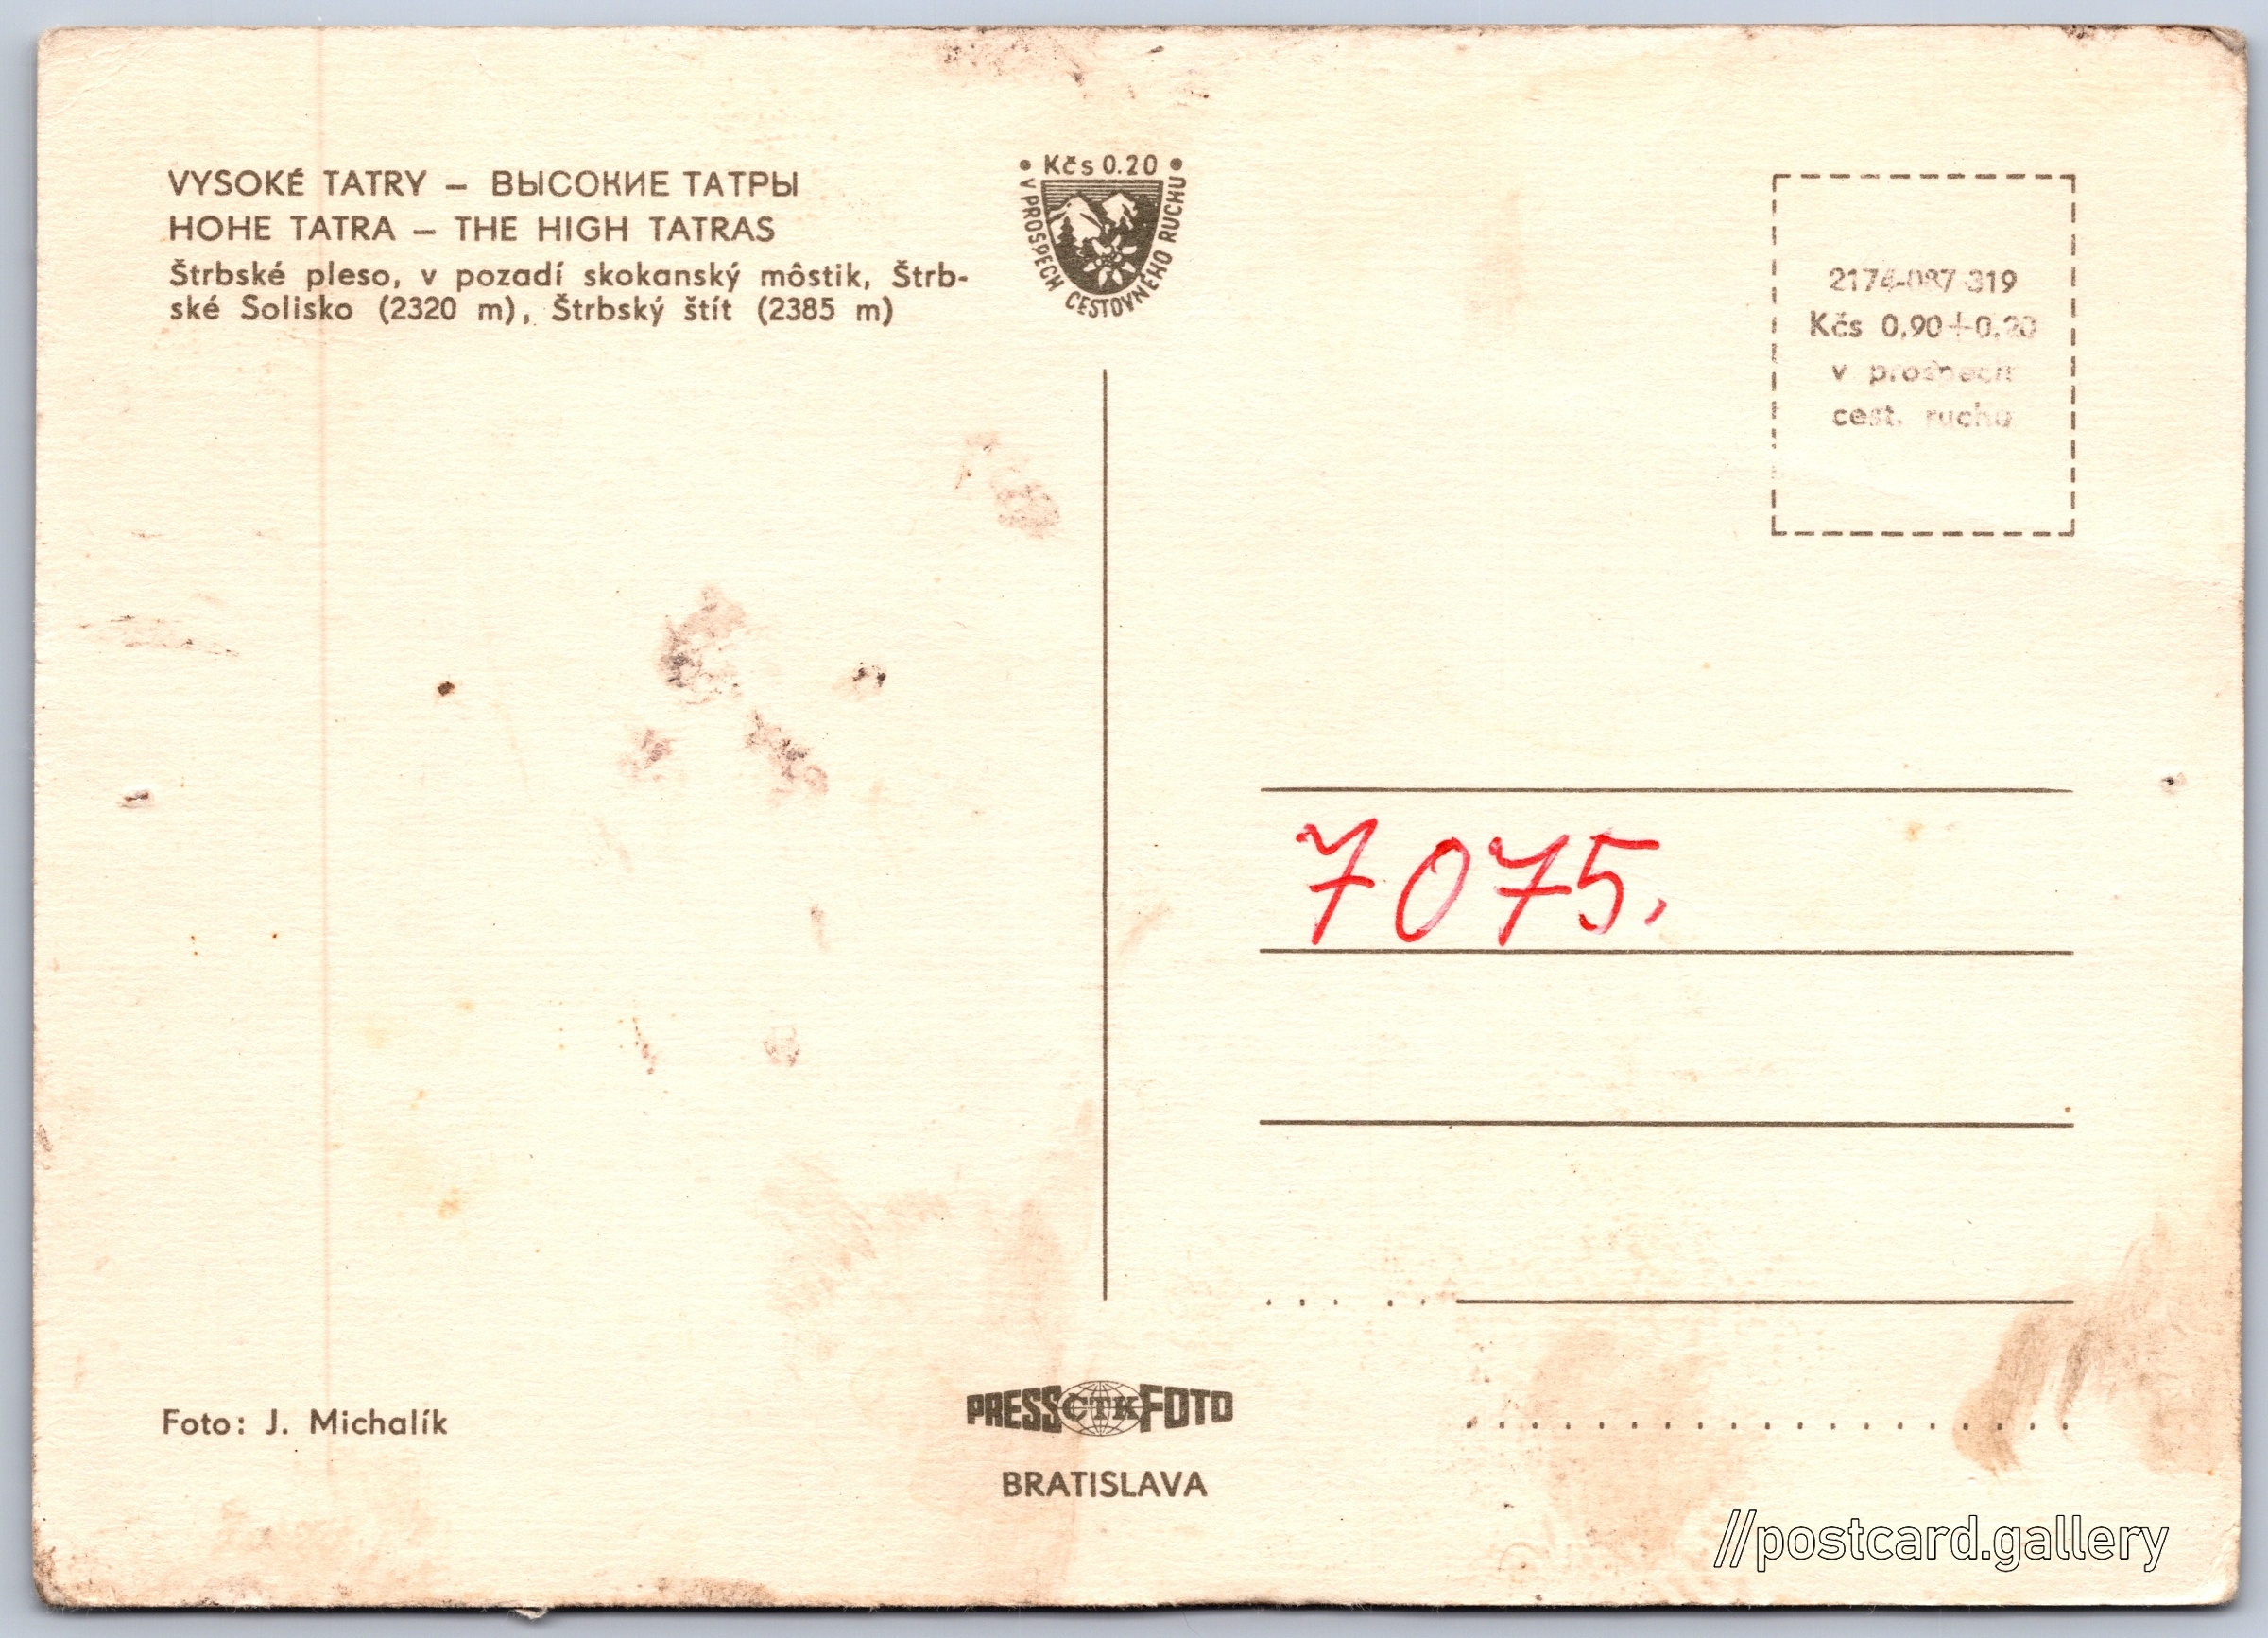 VYSOKÉ TATRY – ВЫСОКИЕ ТАТРЫ
HOHE TATRA – THE HIGH TATRAS
Štrbské pleso, v pozadí skokanský môstik, Štrb-
ské Solisko (2320 m), Štrbský štít (2385 m)
• Kčs 0.20 •
V PROSPECH CESTOVNÉHO RUCHU
2174-087-319
Kčs 0,90+0,20
v prospech
cest. ruchu
7075.
Foto: J. Michalík
PRESS ČTK FOTO
BRATISLAVA
//postcard.gallery